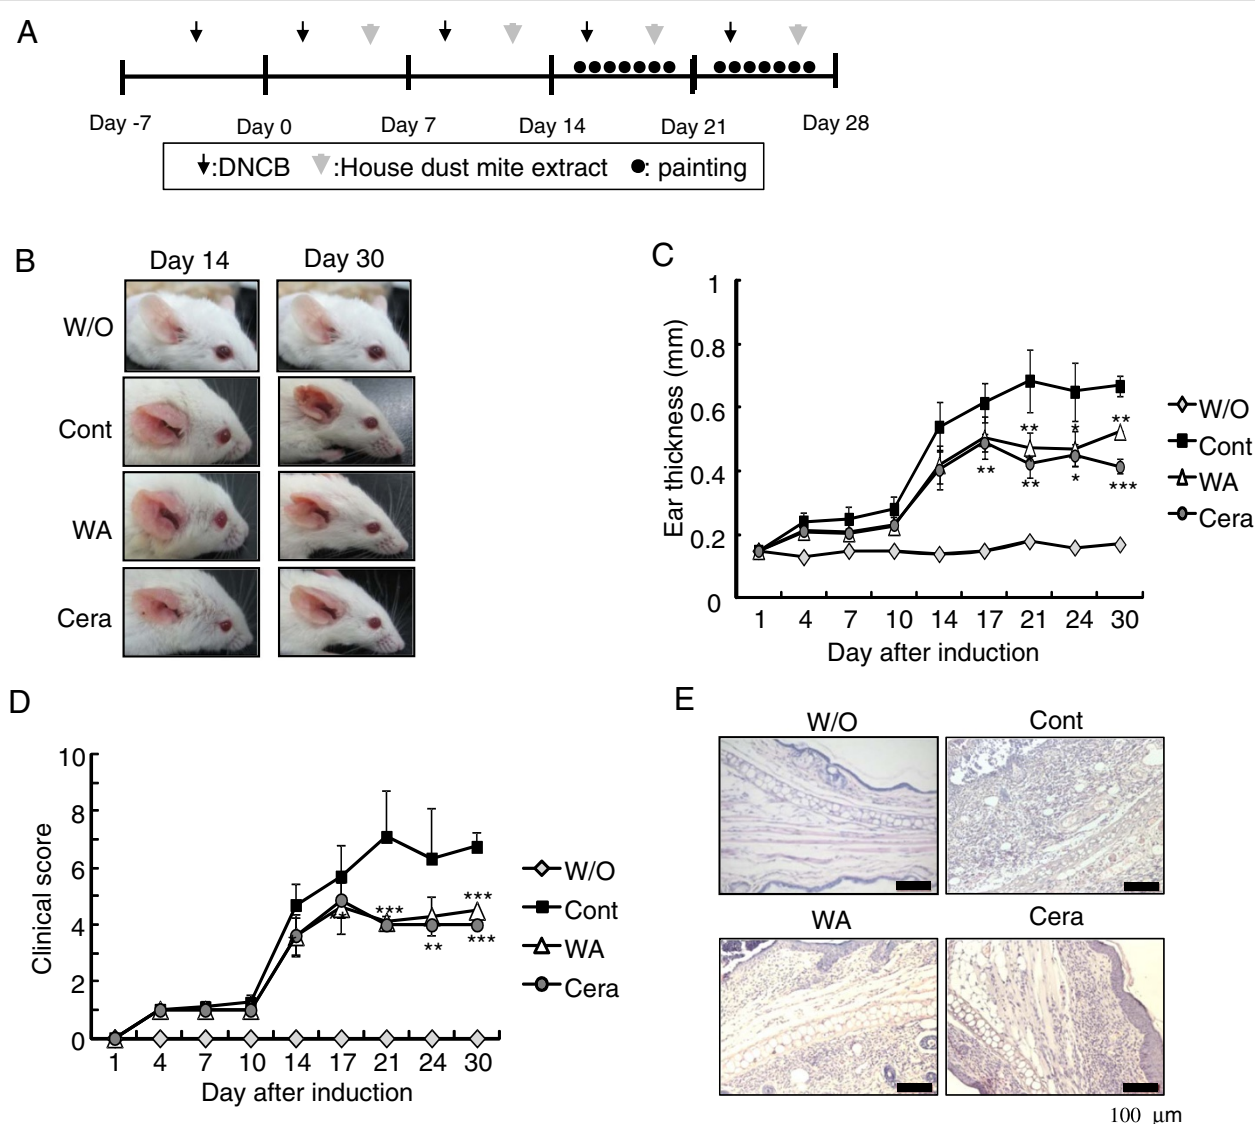 A
Day -7 Day 0 Day 7 Day 14 Day 21 Day 28
:DNCB :House dust mite extract : painting
B
Day 14 Day 30
W/O
Cont
WA
Cera
C
Ear thickness (mm)
1
0.8
0.6
0.4
0.2
0
** * **
** ** * ***
1 4 7 10 14 17 21 24 30
Day after induction
W/O
Cont
WA
Cera
D
Clinical score
10
8
6
4
2
0
*** ***
** ** ***
1 4 7 10 14 17 21 24 30
Day after induction
W/O
Cont
WA
Cera
E
W/O Cont
WA Cera
100 μm